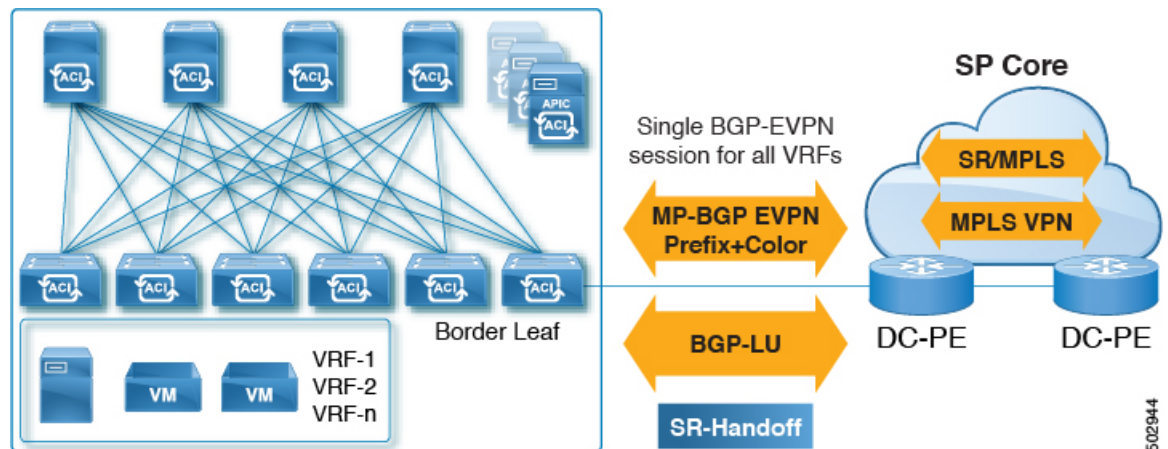 ACI
ACI
ACI
ACI
APIC
ACI
ACI
ACI
ACI
ACI
ACI
ACI
Border Leaf
VM
VM
VRF-1
VRF-2
VRF-n
Single BGP-EVPN
session for all VRFs
MP-BGP EVPN
Prefix+Color
BGP-LU
SR-Handoff
SP Core
SR/MPLS
MPLS VPN
DC-PE
DC-PE
502944